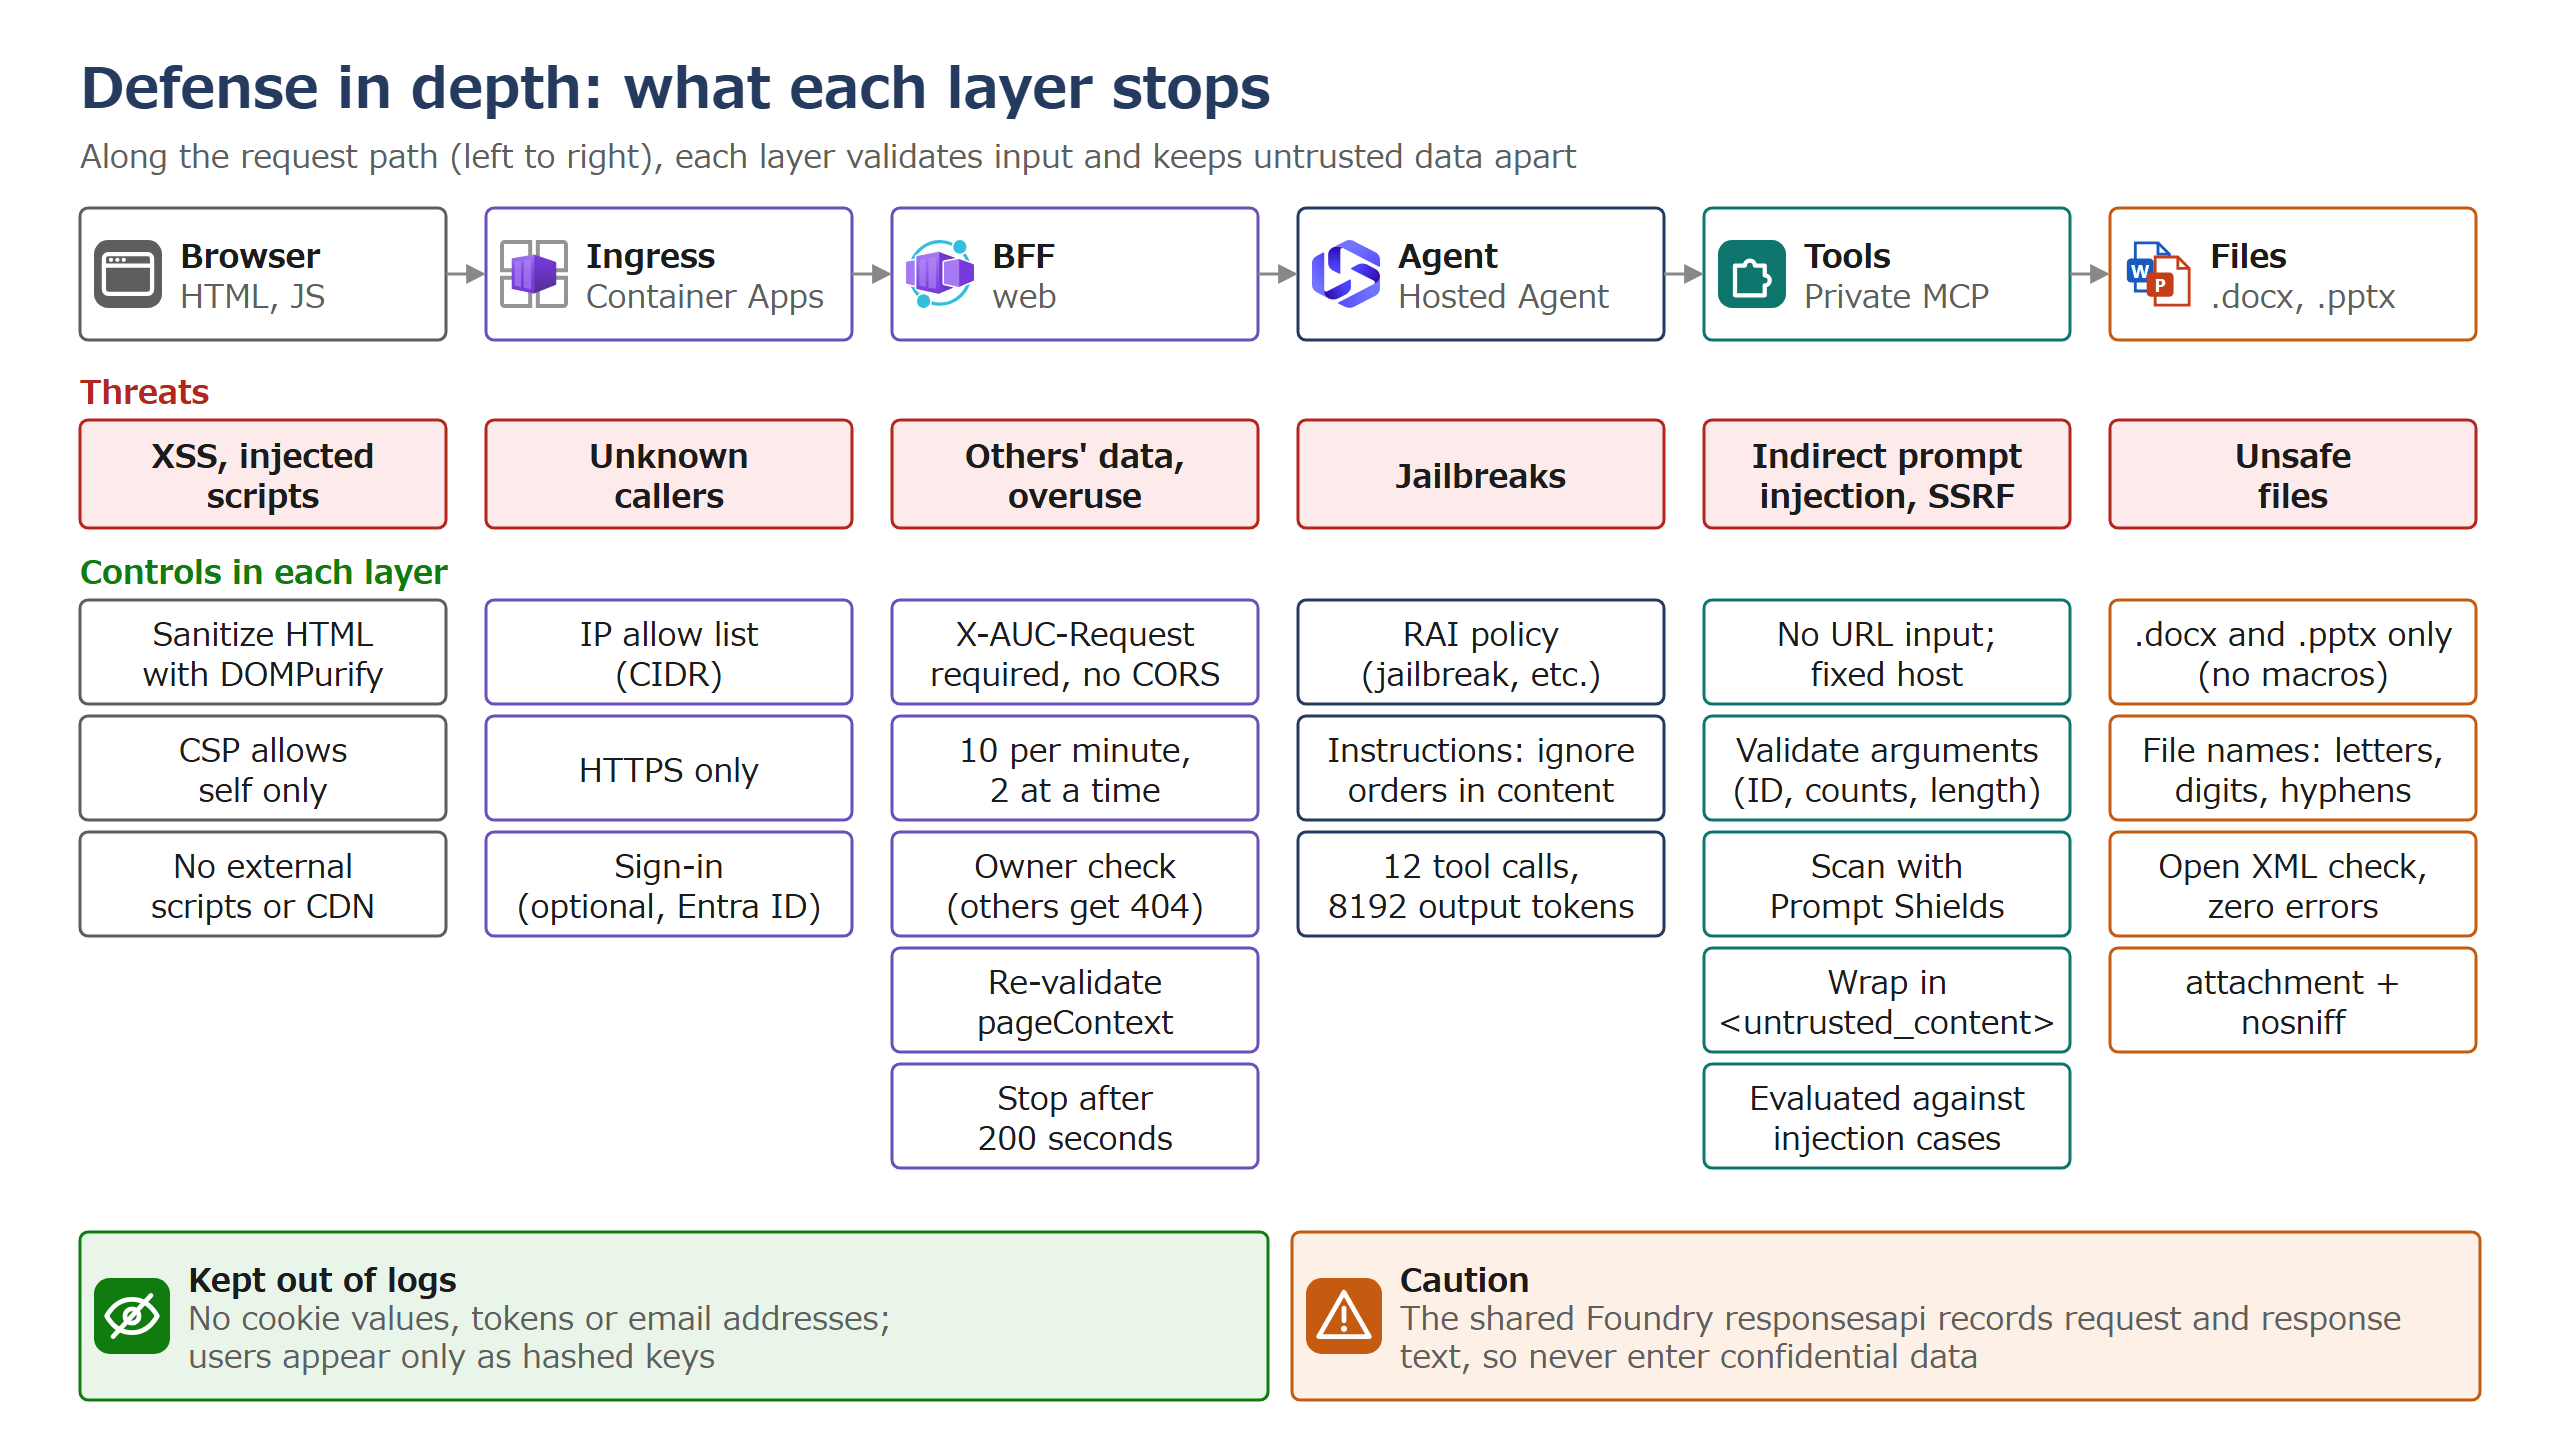 Defense in depth: what each layer stops
Along the request path (left to right), each layer validates input and keeps untrusted data apart
Browser
HTML, JS
Ingress
Container Apps
BFF
web
Agent
Hosted Agent
Tools
Private MCP
W
P
Files
.docx, .pptx
Threats
XSS, injected
scripts
Unknown
callers
Others' data,
overuse
Jailbreaks
Indirect prompt
injection, SSRF
Unsafe
files
Controls in each layer
Sanitize HTML
with DOMPurify
CSP allows
self only
No external
scripts or CDN
IP allow list
(CIDR)
HTTPS only
Sign-in
(optional, Entra ID)
X-AUC-Request
required, no CORS
10 per minute,
2 at a time
Owner check
(others get 404)
Re-validate
pageContext
Stop after
200 seconds
RAI policy
(jailbreak, etc.)
Instructions: ignore
orders in content
12 tool calls,
8192 output tokens
No URL input;
fixed host
Validate arguments
(ID, counts, length)
Scan with
Prompt Shields
Wrap in
<untrusted_content>
Evaluated against
injection cases
.docx and .pptx only
(no macros)
File names: letters,
digits, hyphens
Open XML check,
zero errors
attachment +
nosniff
Kept out of logs
No cookie values, tokens or email addresses;
users appear only as hashed keys
Caution
The shared Foundry responsesapi records request and response
text, so never enter confidential data